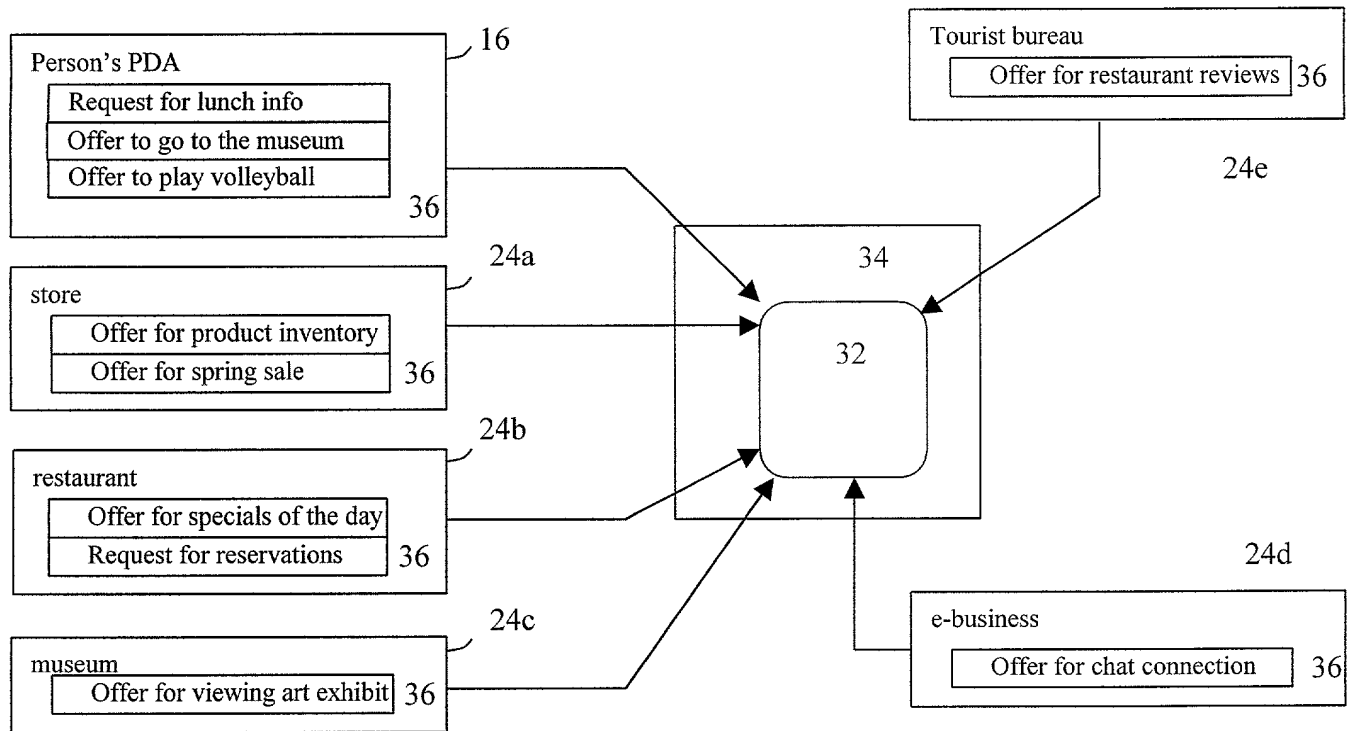 16
Person's PDA
Request for lunch info
Offer to go to the museum
Offer to play volleyball
36
24a
store
Offer for product inventory
Offer for spring sale
36
24b
restaurant
Offer for specials of the day
Request for reservations
36
24c
museum
Offer for viewing art exhibit
36
34
32
Tourist bureau
Offer for restaurant reviews
36
24e
24d
e-business
Offer for chat connection
36